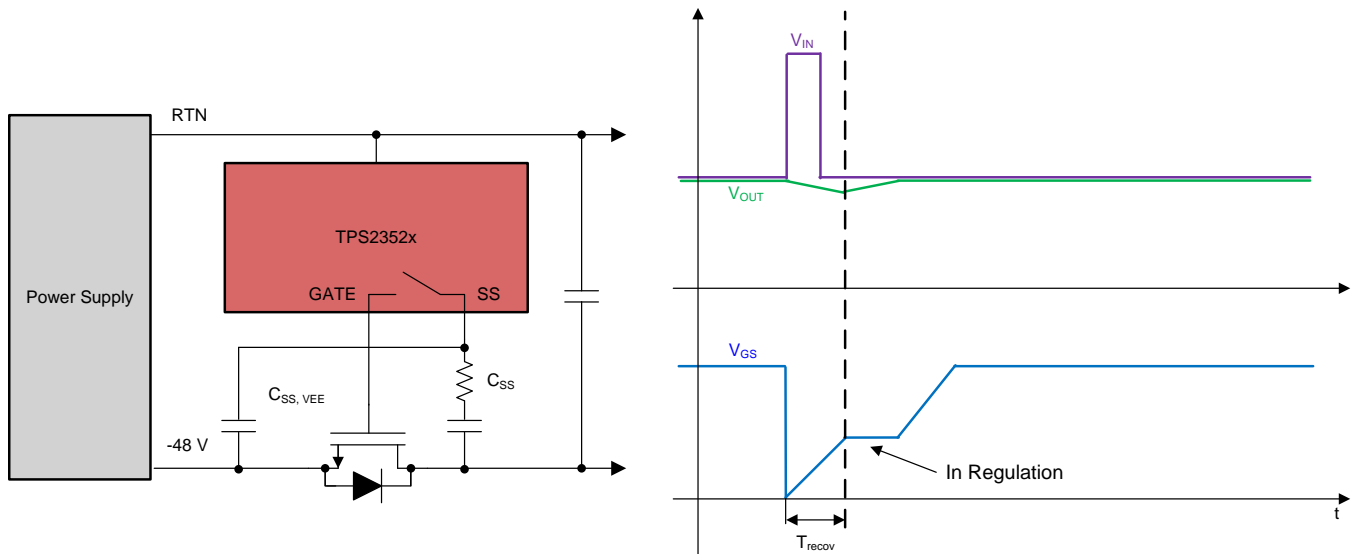 RTN
Power Supply
TPS2352x
GATE
SS
C_SS, VEE
C_SS
-48 V
V_IN
V_OUT
V_GS
In Regulation
T_recov
t